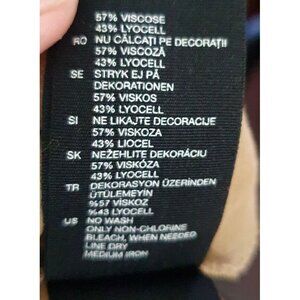 57% VISCOSE
43% LYOCELL
RO NU CĂLCAȚI PE DECORAȚII
57% VISCOZĂ
43% LYOCELL
SE STRYK EJ PÅ
DEKORATIONEN
57% VISKOS
43% LYOCELL
SI NE LIKAJTE DECORACIJE
57% VISKOZA
43% LIOCEL
SK NEŽEHLITE DEKORÁCIU
57% VISKÓZA
43% LYOCELL
TR DEKORASYON ÜZERİNDEN
ÜTÜLEMEYİN
%57 VİSKOZ
%43 LYOCELL
US NO WASH
ONLY NON-CHLORINE
BLEACH, WHEN NEEDED
LINE DRY
MEDIUM IRON